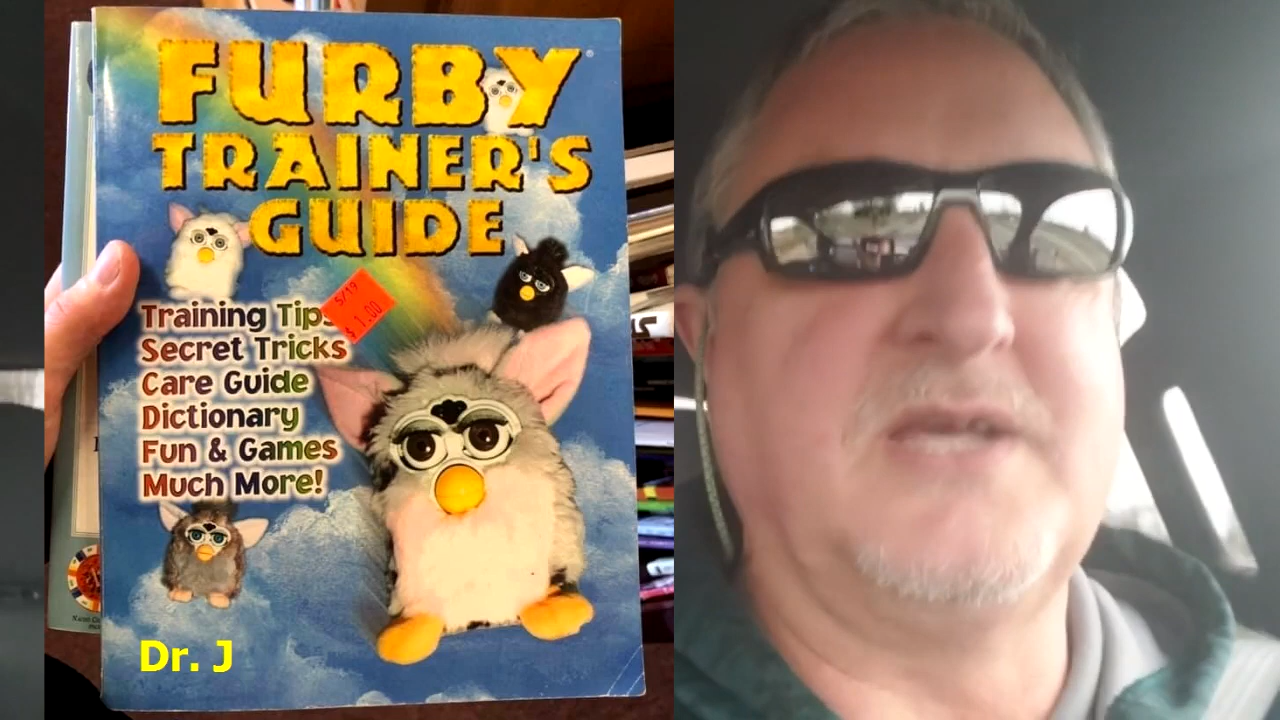 FURBY
TRAINER'S
GUIDE
5/19
$1.00
Training Tips
Secret Tricks
Care Guide
Dictionary
Fun & Games
Much More!
Dr. J